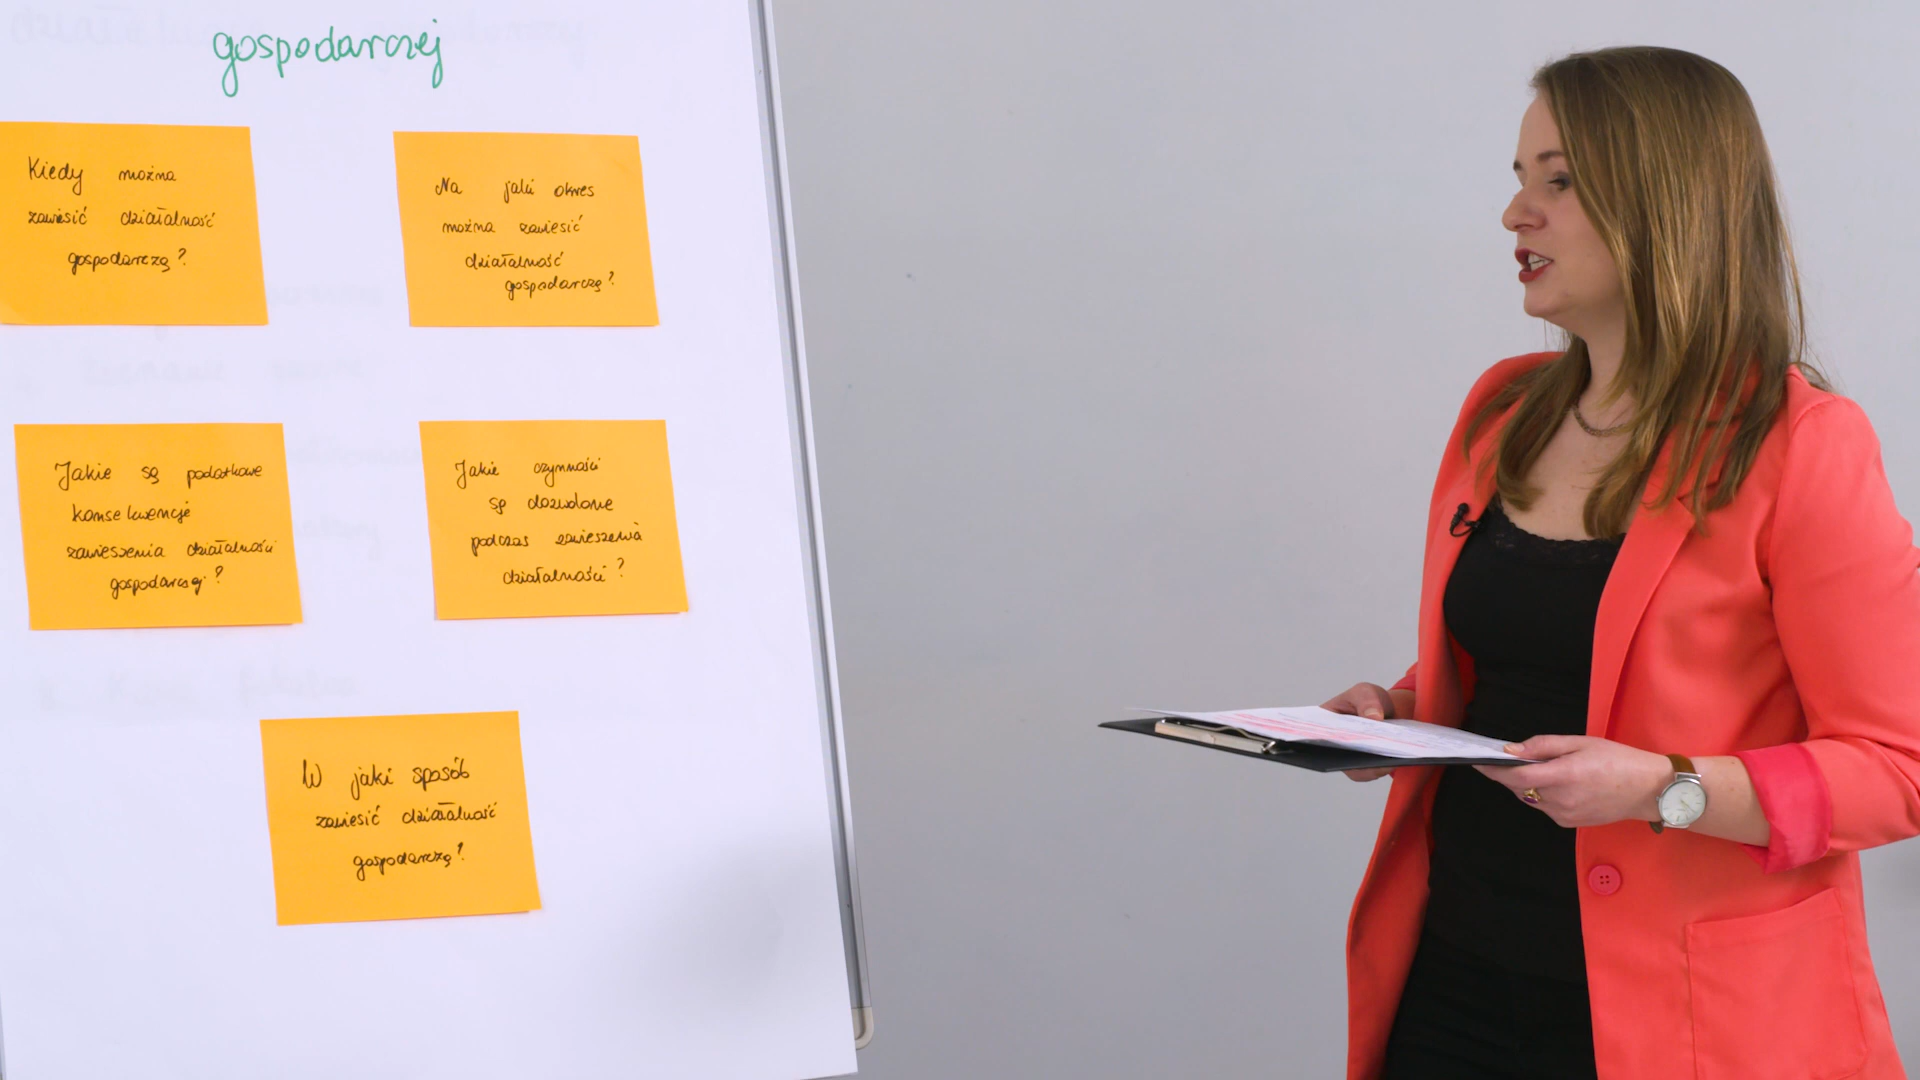 gospodarczej
Kiedy można
zawiesić działalność
gospodarczą?
Na jaki okres
można zawiesić
działalność
gospodarczą?
Jakie są podatkowe
konsekwencje
zawieszenia działalności
gospodarczej?
Jakie czynności
są dozwolone
podczas zawieszenia
działalności?
W jaki sposób
zawiesić działalność
gospodarczą?